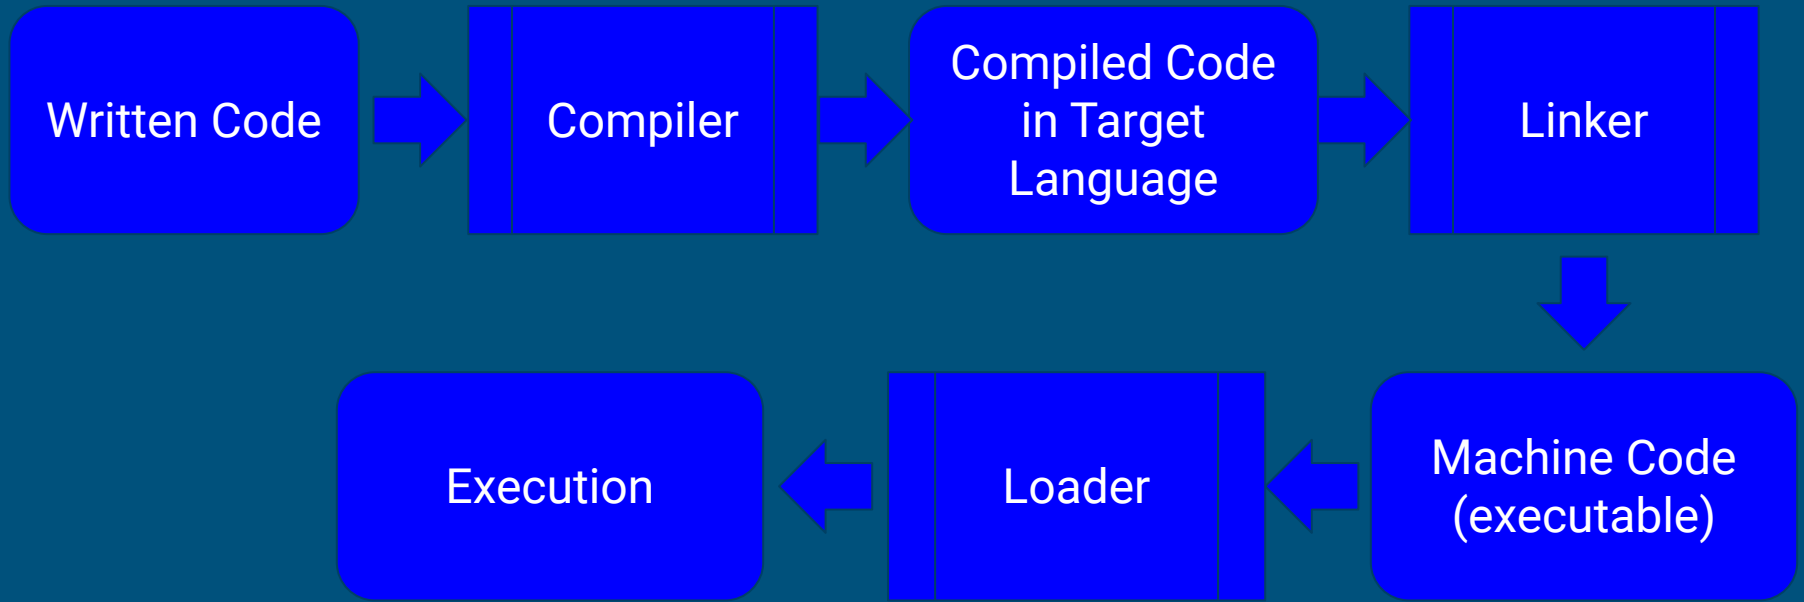 Written Code
Compiler
Compiled Code
in Target
Language
Linker
Machine Code
(executable)
Loader
Execution